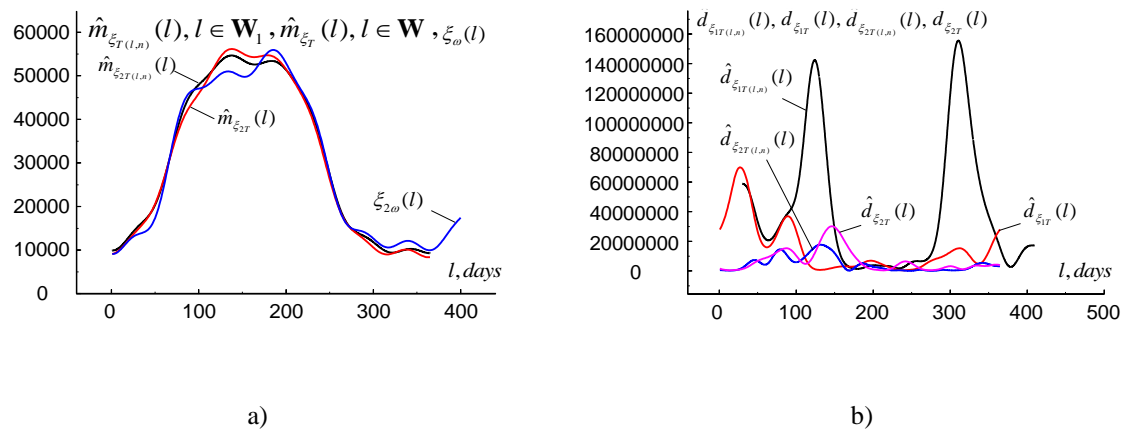 m̂_{ξ_{T(l,n)}}(l), l ∈ W₁, m̂_{ξ_T}(l), l ∈ W, ξ_ω(l)
60000
50000
40000
30000
20000
10000
0
m̂_{ξ_{2T(l,n)}}(l)
m̂_{ξ_{2T}}(l)
ξ_{2ω}(l)
l, days
0 100 200 300 400
d_{ξ_{1T(l,n)}}(l), d_{ξ_{1T}}(l), d_{ξ_{2T(l,n)}}(l), d_{ξ_{2T}}(l)
160000000
140000000
120000000
100000000
80000000
60000000
40000000
20000000
0
d̂_{ξ_{1T(l,n)}}(l)
d̂_{ξ_{2T(l,n)}}(l)
d̂_{ξ_{2T}}(l)
d̂_{ξ_{1T}}(l)
l, days
0 100 200 300 400 500
a)
b)